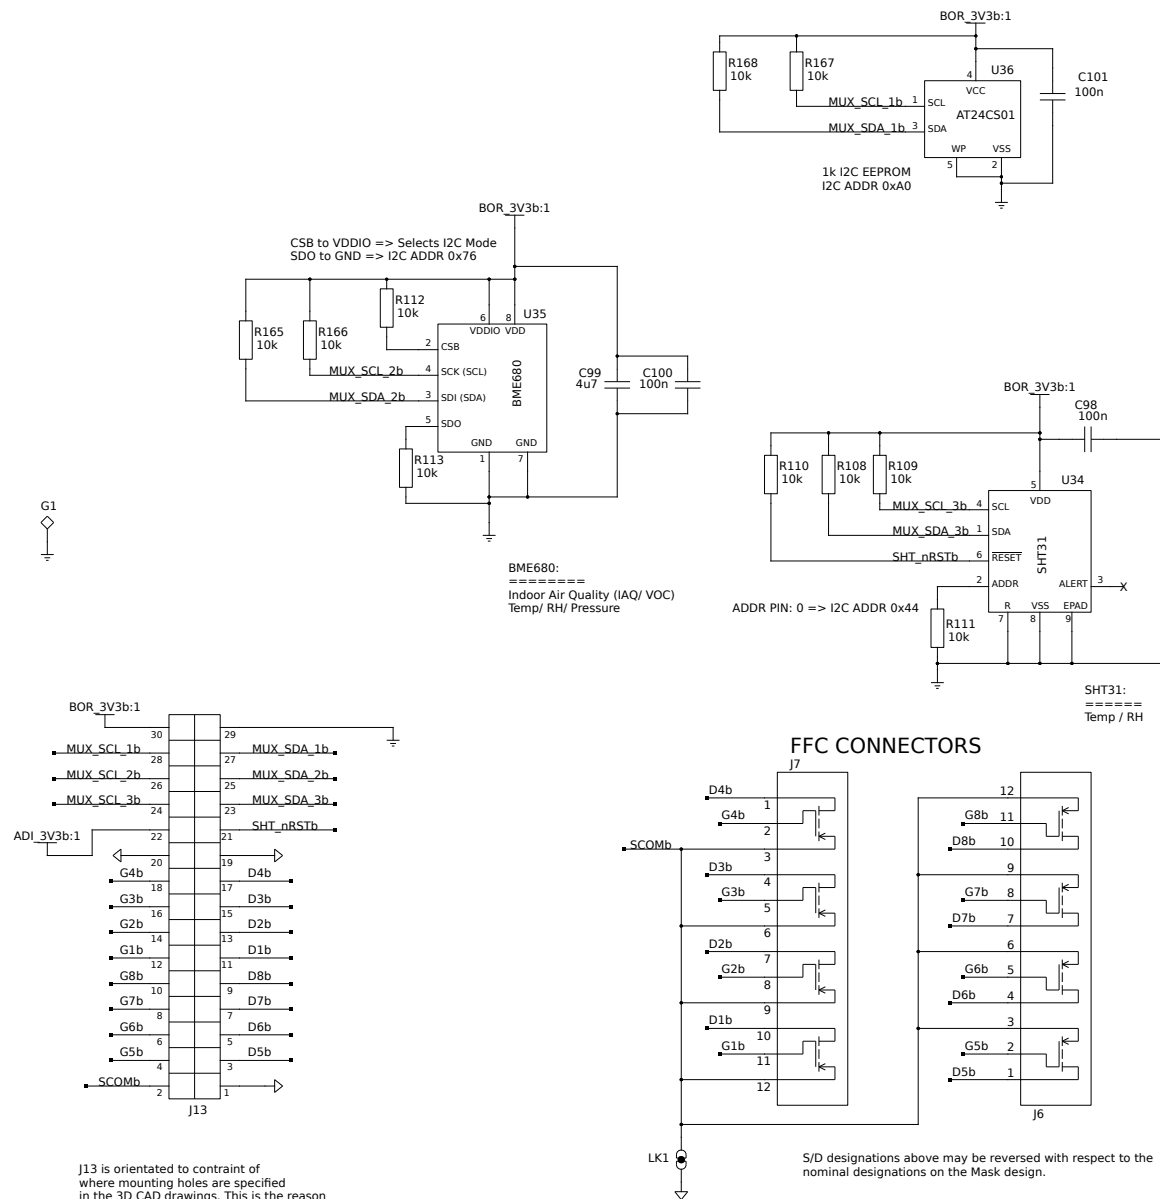 BOR_3V3b:1
R168
10k
R167
10k
U36
C101
100n
4
VCC
MUX_SCL_1b
1
SCL
AT24CS01
MUX_SDA_1b
3
SDA
WP
VSS
5
2
1k I2C EEPROM
I2C ADDR 0xA0
BOR_3V3b:1
CSB to VDDIO => Selects I2C Mode
SDO to GND => I2C ADDR 0x76
R112
10k
6
8
U35
VDDIO
VDD
R165
10k
R166
10k
2
CSB
MUX_SCL_2b
4
SCK (SCL)
MUX_SDA_2b
3
SDI (SDA)
BME680
5
SDO
GND
GND
1
7
R113
10k
C99
4u7
C100
100n
BME680:
========
Indoor Air Quality (IAQ/ VOC)
Temp/ RH/ Pressure
G1
BOR_3V3b:1
C98
100n
R110
10k
R108
10k
R109
10k
5
U34
VDD
MUX_SCL_3b
4
SCL
MUX_SDA_3b
1
SDA
SHT_nRSTb
6
RESET
SHT31
2
ADDR
ALERT
3
X
ADDR PIN: 0 => I2C ADDR 0x44
R
VSS
EPAD
7
8
9
R111
10k
SHT31:
======
Temp / RH
BOR_3V3b:1
30
29
MUX_SCL_1b
28
27
MUX_SDA_1b
MUX_SCL_2b
26
25
MUX_SDA_2b
MUX_SCL_3b
24
23
MUX_SDA_3b
ADI_3V3b:1
22
21
SHT_nRSTb
20
19
G4b
18
17
D4b
G3b
16
15
D3b
G2b
14
13
D2b
G1b
12
11
D1b
G8b
10
9
D8b
G7b
8
7
D7b
G6b
6
5
D6b
G5b
4
3
D5b
SCOMb
2
1
J13
J13 is orientated to contraint of
where mounting holes are specified
in the 3D CAD drawings. This is the reason
FFC CONNECTORS
J7
D4b
1
G4b
2
SCOMb
3
D3b
4
G3b
5
6
D2b
7
G2b
8
9
D1b
10
G1b
11
12
12
G8b
11
D8b
10
9
G7b
8
D7b
7
6
G6b
5
D6b
4
3
G5b
2
D5b
1
J6
LK1
S/D designations above may be reversed with respect to the
nominal designations on the Mask design.